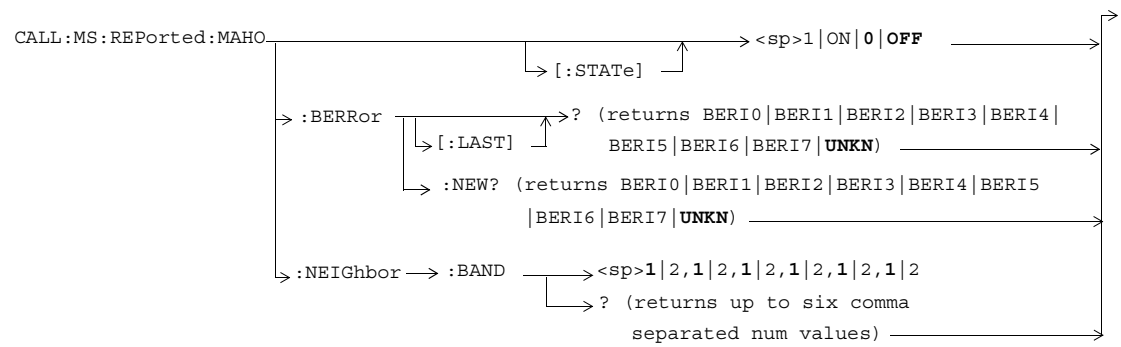 CALL:MS:REPorted:MAHO <sp>1|ON|0|OFF
[:STATe]
:BERRor ? (returns BERI0|BERI1|BERI2|BERI3|BERI4|
[:LAST] BERI5|BERI6|BERI7|UNKN)
:NEW? (returns BERI0|BERI1|BERI2|BERI3|BERI4|BERI5
|BERI6|BERI7|UNKN)
:NEIGhbor :BAND <sp>1|2,1|2,1|2,1|2,1|2,1|2
? (returns up to six comma
separated num values)